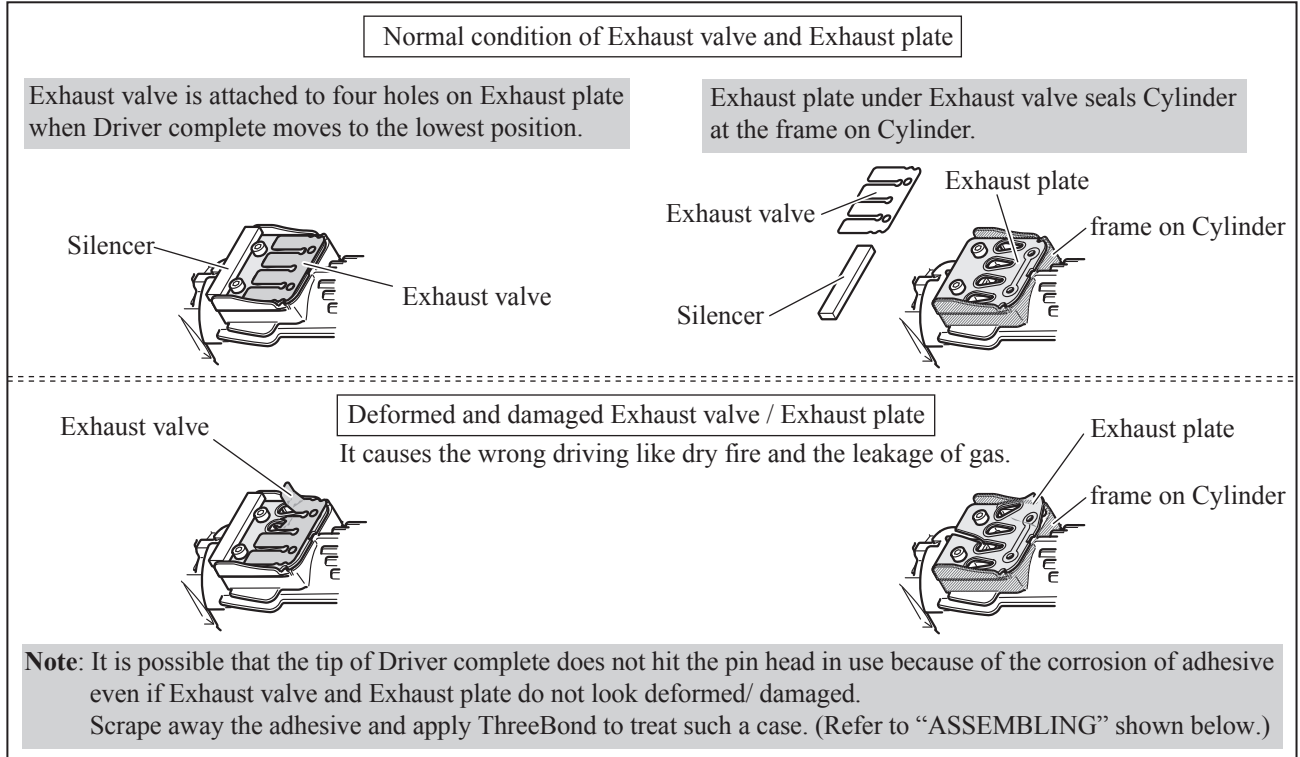 Normal condition of Exhaust valve and Exhaust plate
Exhaust valve is attached to four holes on Exhaust plate
when Driver complete moves to the lowest position.
Exhaust plate under Exhaust valve seals Cylinder
at the frame on Cylinder.
Silencer
Exhaust valve
Exhaust valve
Silencer
Exhaust plate
frame on Cylinder
Deformed and damaged Exhaust valve / Exhaust plate
It causes the wrong driving like dry fire and the leakage of gas.
Exhaust valve
Exhaust plate
frame on Cylinder
Note: It is possible that the tip of Driver complete does not hit the pin head in use because of the corrosion of adhesive
even if Exhaust valve and Exhaust plate do not look deformed/ damaged.
Scrape away the adhesive and apply ThreeBond to treat such a case. (Refer to “ASSEMBLING” shown below.)